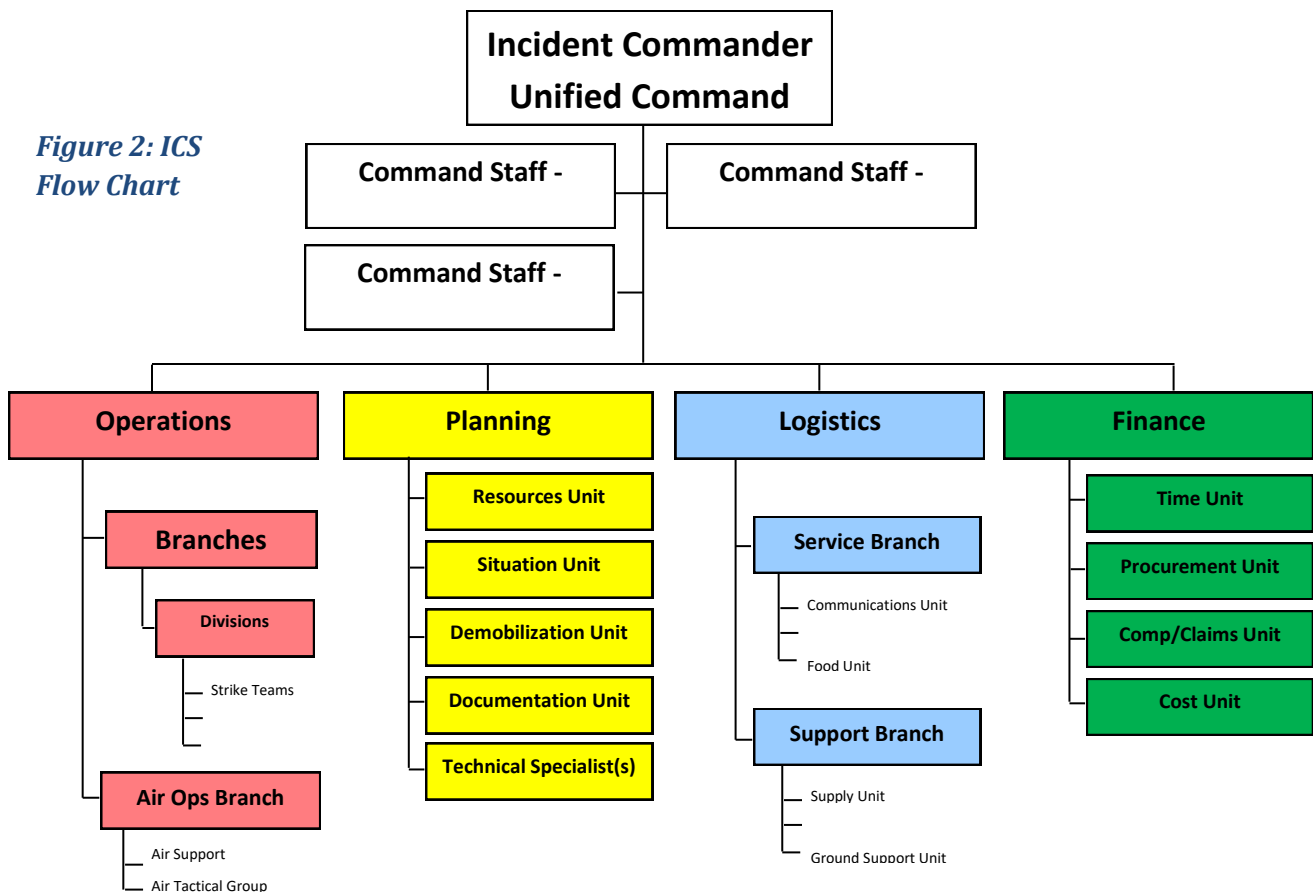 Incident Commander
Unified Command
Figure 2: ICS
Flow Chart
Command Staff -
Command Staff -
Command Staff -
Operations
Planning
Logistics
Finance
Branches
Divisions
Strike Teams
Air Ops Branch
Air Support
Air Tactical Group
Resources Unit
Situation Unit
Demobilization Unit
Documentation Unit
Technical Specialist(s)
Service Branch
Communications Unit
Food Unit
Support Branch
Supply Unit
Ground Support Unit
Time Unit
Procurement Unit
Comp/Claims Unit
Cost Unit